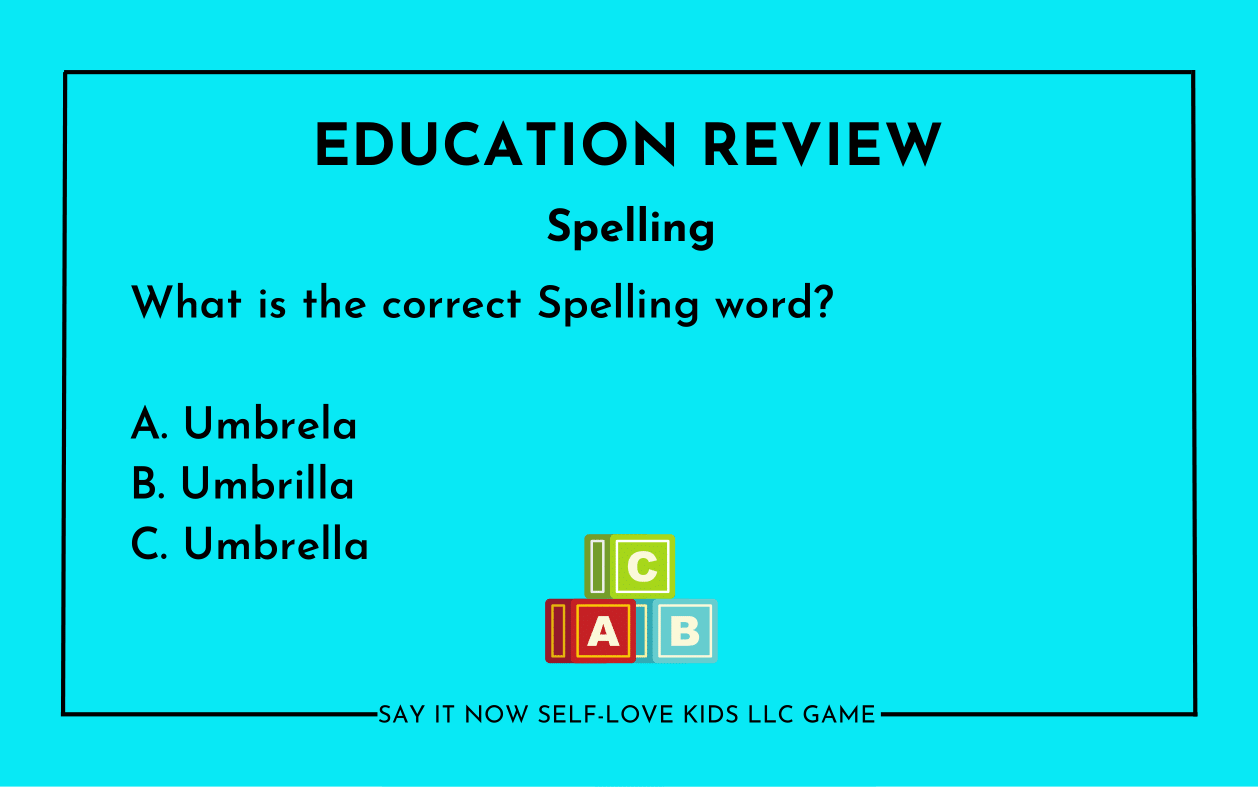 EDUCATION REVIEW
Spelling
What is the correct Spelling word?
A. Umbrela
B. Umbrilla
C. Umbrella
C
A B
SAY IT NOW SELF-LOVE KIDS LLC GAME